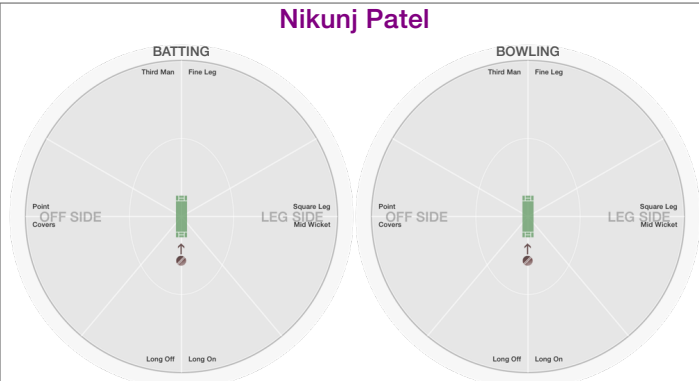 Nikunj Patel
BATTING
Third Man Fine Leg
Point
OFF SIDE
Covers
Square Leg
LEG SIDE
Mid Wicket
Long Off Long On
BOWLING
Third Man Fine Leg
Point
OFF SIDE
Covers
Square Leg
LEG SIDE
Mid Wicket
Long Off Long On